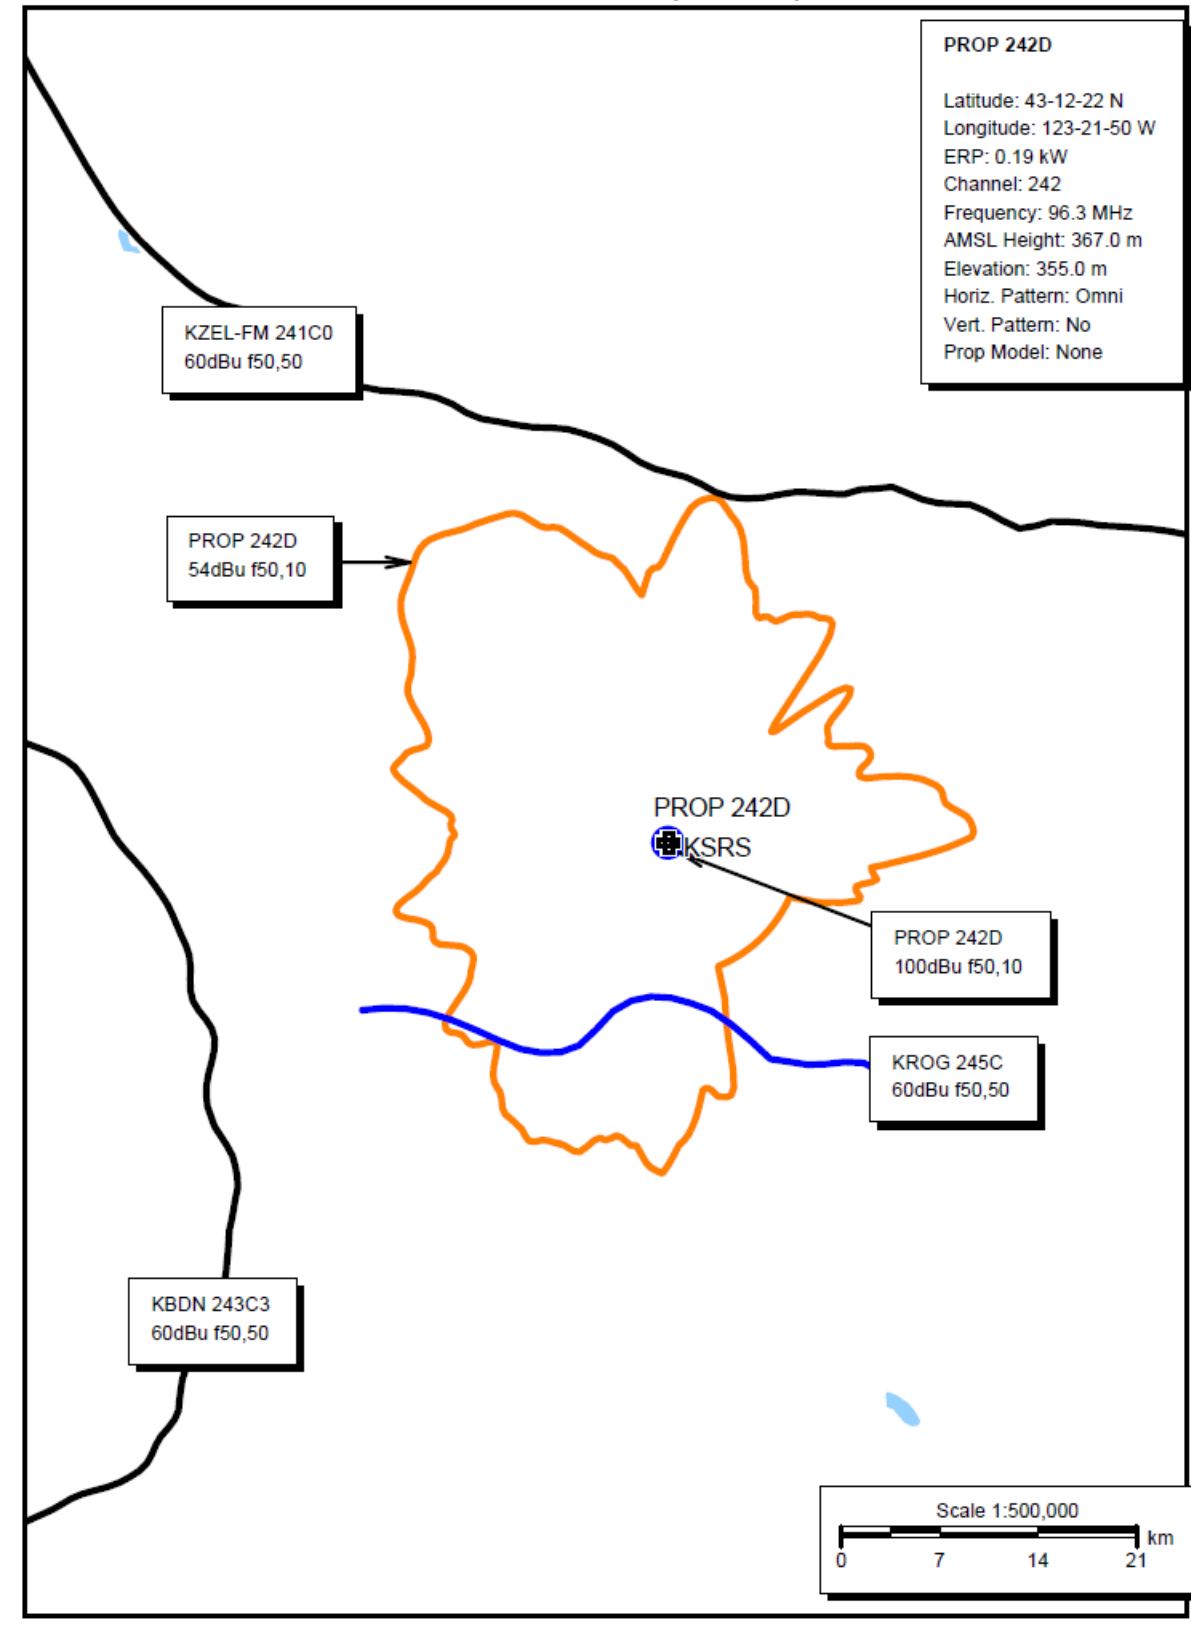 PROP 242D
Latitude: 43-12-22 N
Longitude: 123-21-50 W
ERP: 0.19 kW
Channel: 242
Frequency: 96.3 MHz
AMSL Height: 367.0 m
Elevation: 355.0 m
Horiz. Pattern: Omni
Vert. Pattern: No
Prop Model: None
KZEL-FM 241C0
60dBu f50,50
PROP 242D
54dBu f50,10
PROP 242D
KSRS
PROP 242D
100dBu f50,10
KROG 245C
60dBu f50,50
KBDN 243C3
60dBu f50,50
Scale 1:500,000
km
0 7 14 21